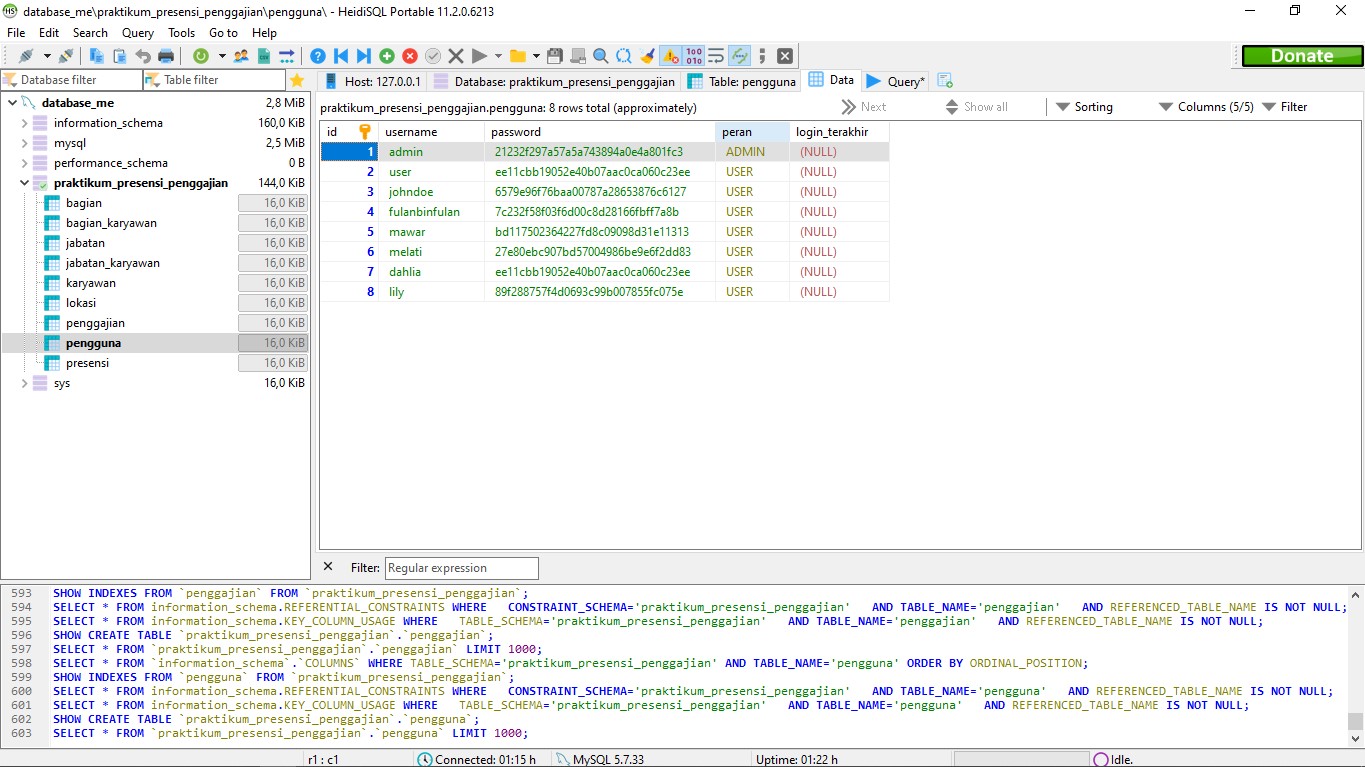 database_me\praktikum_presensi_penggajian\pengguna\ - HeidiSQL Portable 11.2.0.6213
File Edit Search Query Tools Go to Help
Donate
Database filter Table filter
Host: 127.0.0.1 Database: praktikum_presensi_penggajian Table: pengguna Data Query*
database_me 2,8 MiB
information_schema 160,0 KiB
mysql 2,5 MiB
performance_schema 0 B
praktikum_presensi_penggajian 144,0 KiB
bagian 16,0 KiB
bagian_karyawan 16,0 KiB
jabatan 16,0 KiB
jabatan_karyawan 16,0 KiB
karyawan 16,0 KiB
lokasi 16,0 KiB
penggajian 16,0 KiB
pengguna 16,0 KiB
presensi 16,0 KiB
sys 16,0 KiB
praktikum_presensi_penggajian.pengguna: 8 rows total (approximately) Next Show all Sorting Columns (5/5) Filter
id username password peran login_terakhir
1 admin 21232f297a57a5a743894a0e4a801fc3 ADMIN (NULL)
2 user ee11cbb19052e40b07aac0ca060c23ee USER (NULL)
3 johndoe 6579e96f76baa00787a28653876c6127 USER (NULL)
4 fulanbinfulan 7c232f58f03f6d00c8d28166fbff7a8b USER (NULL)
5 mawar bd117502364227fd8c09098d31e11313 USER (NULL)
6 melati 27e80ebc907bd57004986be9e6f2dd83 USER (NULL)
7 dahlia ee11cbb19052e40b07aac0ca060c23ee USER (NULL)
8 lily 89f288757f4d0693c99b007855fc075e USER (NULL)
Filter: Regular expression
593 SHOW INDEXES FROM `penggajian` FROM `praktikum_presensi_penggajian`;
594 SELECT * FROM information_schema.REFERENTIAL_CONSTRAINTS WHERE   CONSTRAINT_SCHEMA='praktikum_presensi_penggajian'   AND TABLE_NAME='penggajian'   AND REFERENCED_TABLE_NAME IS NOT NULL;
595 SELECT * FROM information_schema.KEY_COLUMN_USAGE WHERE   TABLE_SCHEMA='praktikum_presensi_penggajian'   AND TABLE_NAME='penggajian'   AND REFERENCED_TABLE_NAME IS NOT NULL;
596 SHOW CREATE TABLE `praktikum_presensi_penggajian`.`penggajian`;
597 SELECT * FROM `praktikum_presensi_penggajian`.`penggajian` LIMIT 1000;
598 SELECT * FROM `information_schema`.`COLUMNS` WHERE TABLE_SCHEMA='praktikum_presensi_penggajian' AND TABLE_NAME='pengguna' ORDER BY ORDINAL_POSITION;
599 SHOW INDEXES FROM `pengguna` FROM `praktikum_presensi_penggajian`;
600 SELECT * FROM information_schema.REFERENTIAL_CONSTRAINTS WHERE   CONSTRAINT_SCHEMA='praktikum_presensi_penggajian'   AND TABLE_NAME='pengguna'   AND REFERENCED_TABLE_NAME IS NOT NULL;
601 SELECT * FROM information_schema.KEY_COLUMN_USAGE WHERE   TABLE_SCHEMA='praktikum_presensi_penggajian'   AND TABLE_NAME='pengguna'   AND REFERENCED_TABLE_NAME IS NOT NULL;
602 SHOW CREATE TABLE `praktikum_presensi_penggajian`.`pengguna`;
603 SELECT * FROM `praktikum_presensi_penggajian`.`pengguna` LIMIT 1000;
r1 : c1 Connected: 01:15 h MySQL 5.7.33 Uptime: 01:22 h Idle.